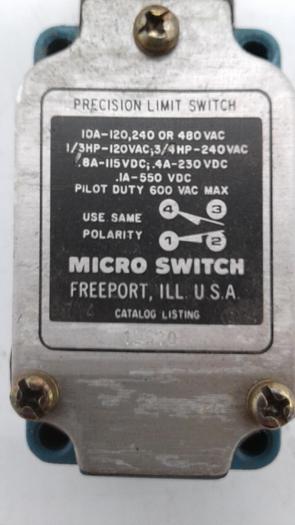 PRECISION LIMIT SWITCH
10A-120,240 OR 480 VAC
1/3HP-120VAC;3/4HP-240VAC
.8A-115VDC;.4A-230VDC
.1A-550 VDC
PILOT DUTY 600 VAC MAX
4 3
USE SAME
POLARITY
1 2
MICRO SWITCH
FREEPORT, ILL. U.S.A.
CATALOG LISTING